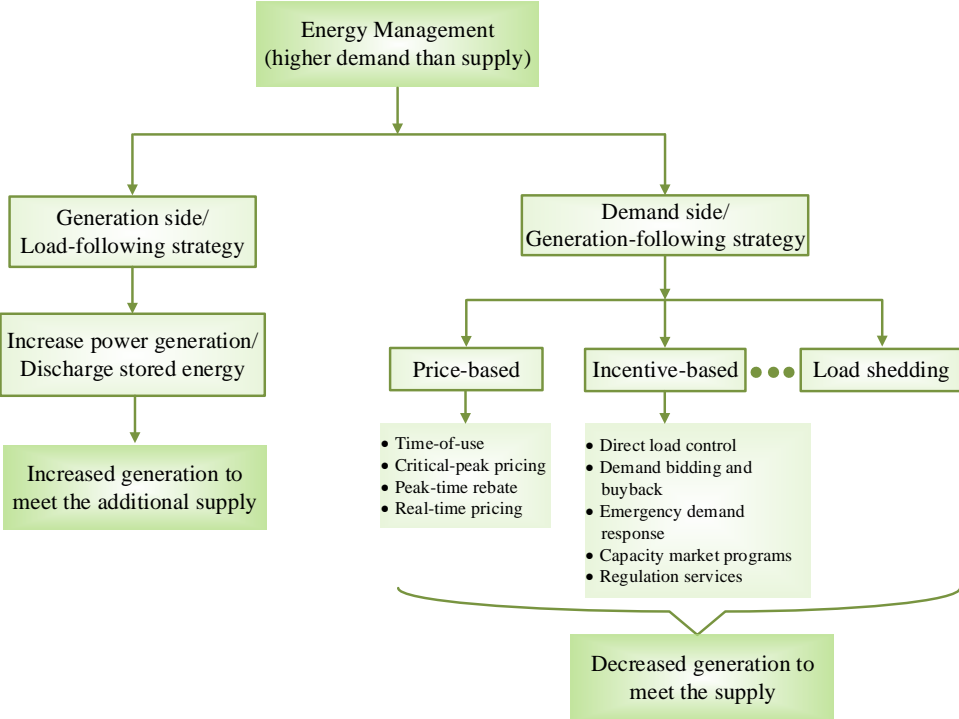 Energy Management
(higher demand than supply)
Generation side/
Load-following strategy
Demand side/
Generation-following strategy
Increase power generation/
Discharge stored energy
Price-based
Incentive-based
Load shedding
Increased generation to
meet the additional supply
• Time-of-use
• Critical-peak pricing
• Peak-time rebate
• Real-time pricing
• Direct load control
• Demand bidding and
buyback
• Emergency demand
response
• Capacity market programs
• Regulation services
Decreased generation to
meet the supply